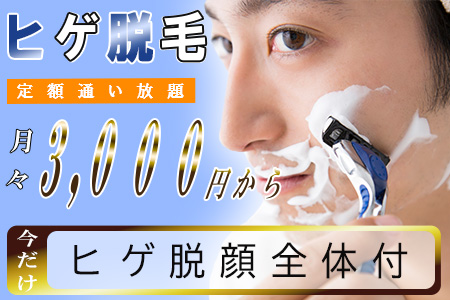 ヒゲ脱毛
定額通い放題
月々3,000円から
今だけ
ヒゲ脱顔全体付